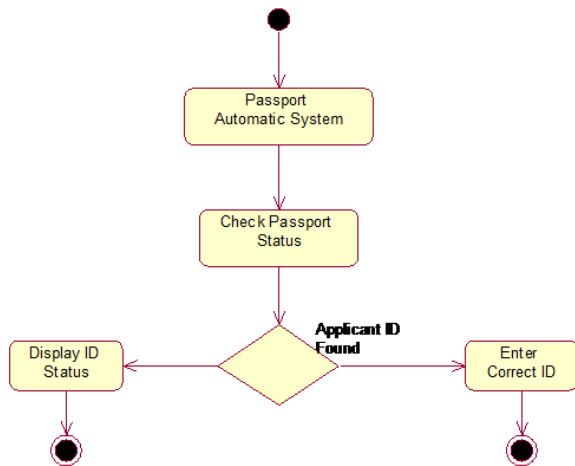 Passport
Automatic System
Check Passport
Status
Applicant ID
Found
Display ID
Status
Enter
Correct ID